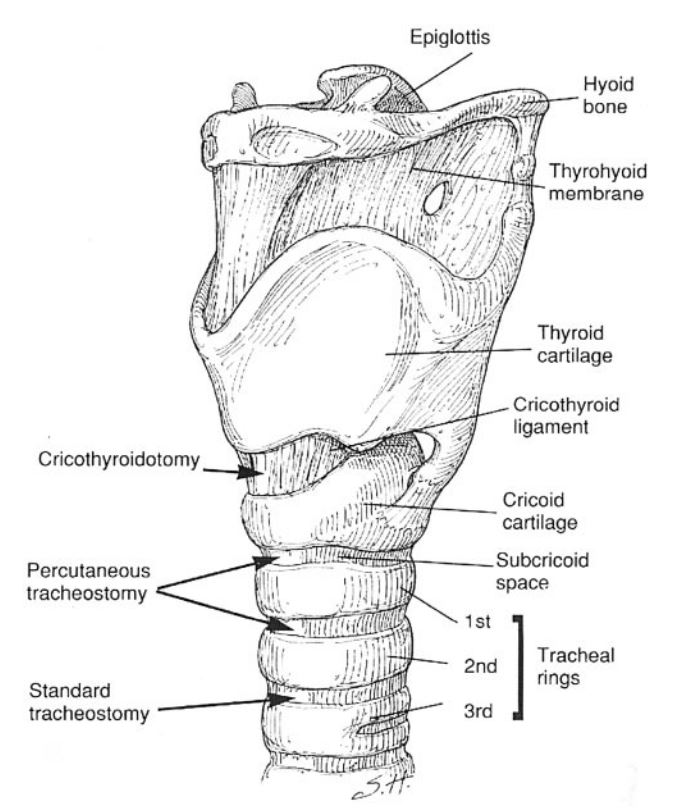 Epiglottis
Hyoid
bone
Thyrohyoid
membrane
Thyroid
cartilage
Cricothyroid
ligament
Cricothyroidotomy
Cricoid
cartilage
Subcricoid
space
Percutaneous
tracheostomy
1st
2nd
3rd
Tracheal
rings
Standard
tracheostomy
S.H.